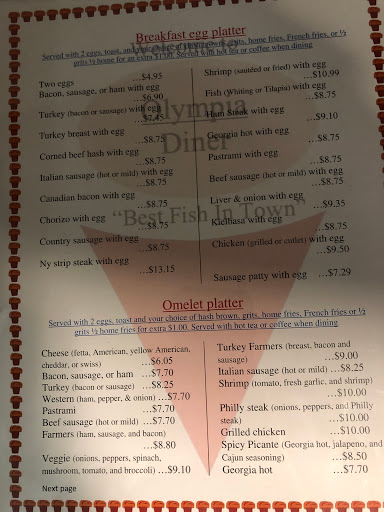 Breakfast egg platter
Served with 2 eggs, toast, and your choice of hash brown, grits, home fries, French fries, or ½
grits ½ home for an extra $1.00. Served with hot tea or coffee when dining
Olympia
Diner
"Best Fish In Town"
Two eggs ...$4.95
Bacon, sausage, or ham with egg
...$6.90
Turkey (bacon or sausage) with egg
...$7.45
Turkey breast with egg
...$8.75
Corned beef hash with egg
...$8.75
Italian sausage (hot or mild) with egg
...$8.75
Canadian bacon with egg
...$8.75
Chorizo with egg
...$8.75
Country sausage with egg
...$8.75
Ny strip steak with egg
...$13.15
Shrimp (sautéed or fried) with egg
...$10.99
Fish (Whiting or Tilapia) with egg
...$8.75
Ham Steak with egg
...$9.10
Georgia hot with egg
...$8.75
Pastrami with egg
...$8.75
Beef sausage (hot or mild) with egg
...$8.75
Liver & onion with egg
...$9.35
Kielbasa with egg
...$8.75
Chicken (grilled or cutlet) with egg
...$9.50
Sausage patty with egg ...$7.29
Omelet platter
Served with 2 eggs, toast and your choice of hash brown, grits, home fries, French fries or ½
grits ½ home fries for extra $1.00. Served with hot tea or coffee when dining
Cheese (fetta, American, yellow American,
cheddar, or swiss) ...$6.05
Bacon, sausage, or ham ...$7.70
Turkey (bacon or sausage) ...$8.25
Western (ham, pepper, & onion) ...$7.70
Pastrami ...$7.70
Beef sausage (hot or mild) ...$7.70
Farmers (ham, sausage, and bacon)
...$8.80
Veggie (onions, peppers, spinach,
mushroom, tomato, and broccoli) ...$9.10
Next page
Turkey Farmers (breast, bacon and
sausage) ...$9.00
Italian sausage (hot or mild) ...$8.25
Shrimp (tomato, fresh garlic, and shrimp)
...$10.00
Philly steak (onions, peppers, and Philly
steak) ...$10.00
Grilled chicken ...$10.00
Spicy Picante (Georgia hot, jalapeno, and
Cajun seasoning) ...$8.50
Georgia hot ...$7.70